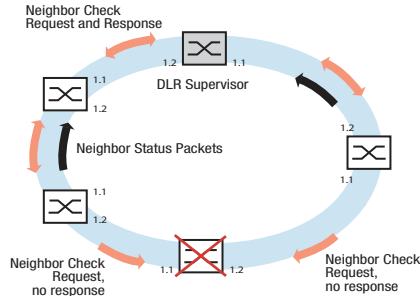 Neighbor Check
Request and Response
1.2
1.1
DLR Supervisor
1.1
1.2
1.2
1.1
Neighbor Status Packets
1.1
1.2
1.1
1.2
Neighbor Check
Request,
no response
Neighbor Check
Request,
no response